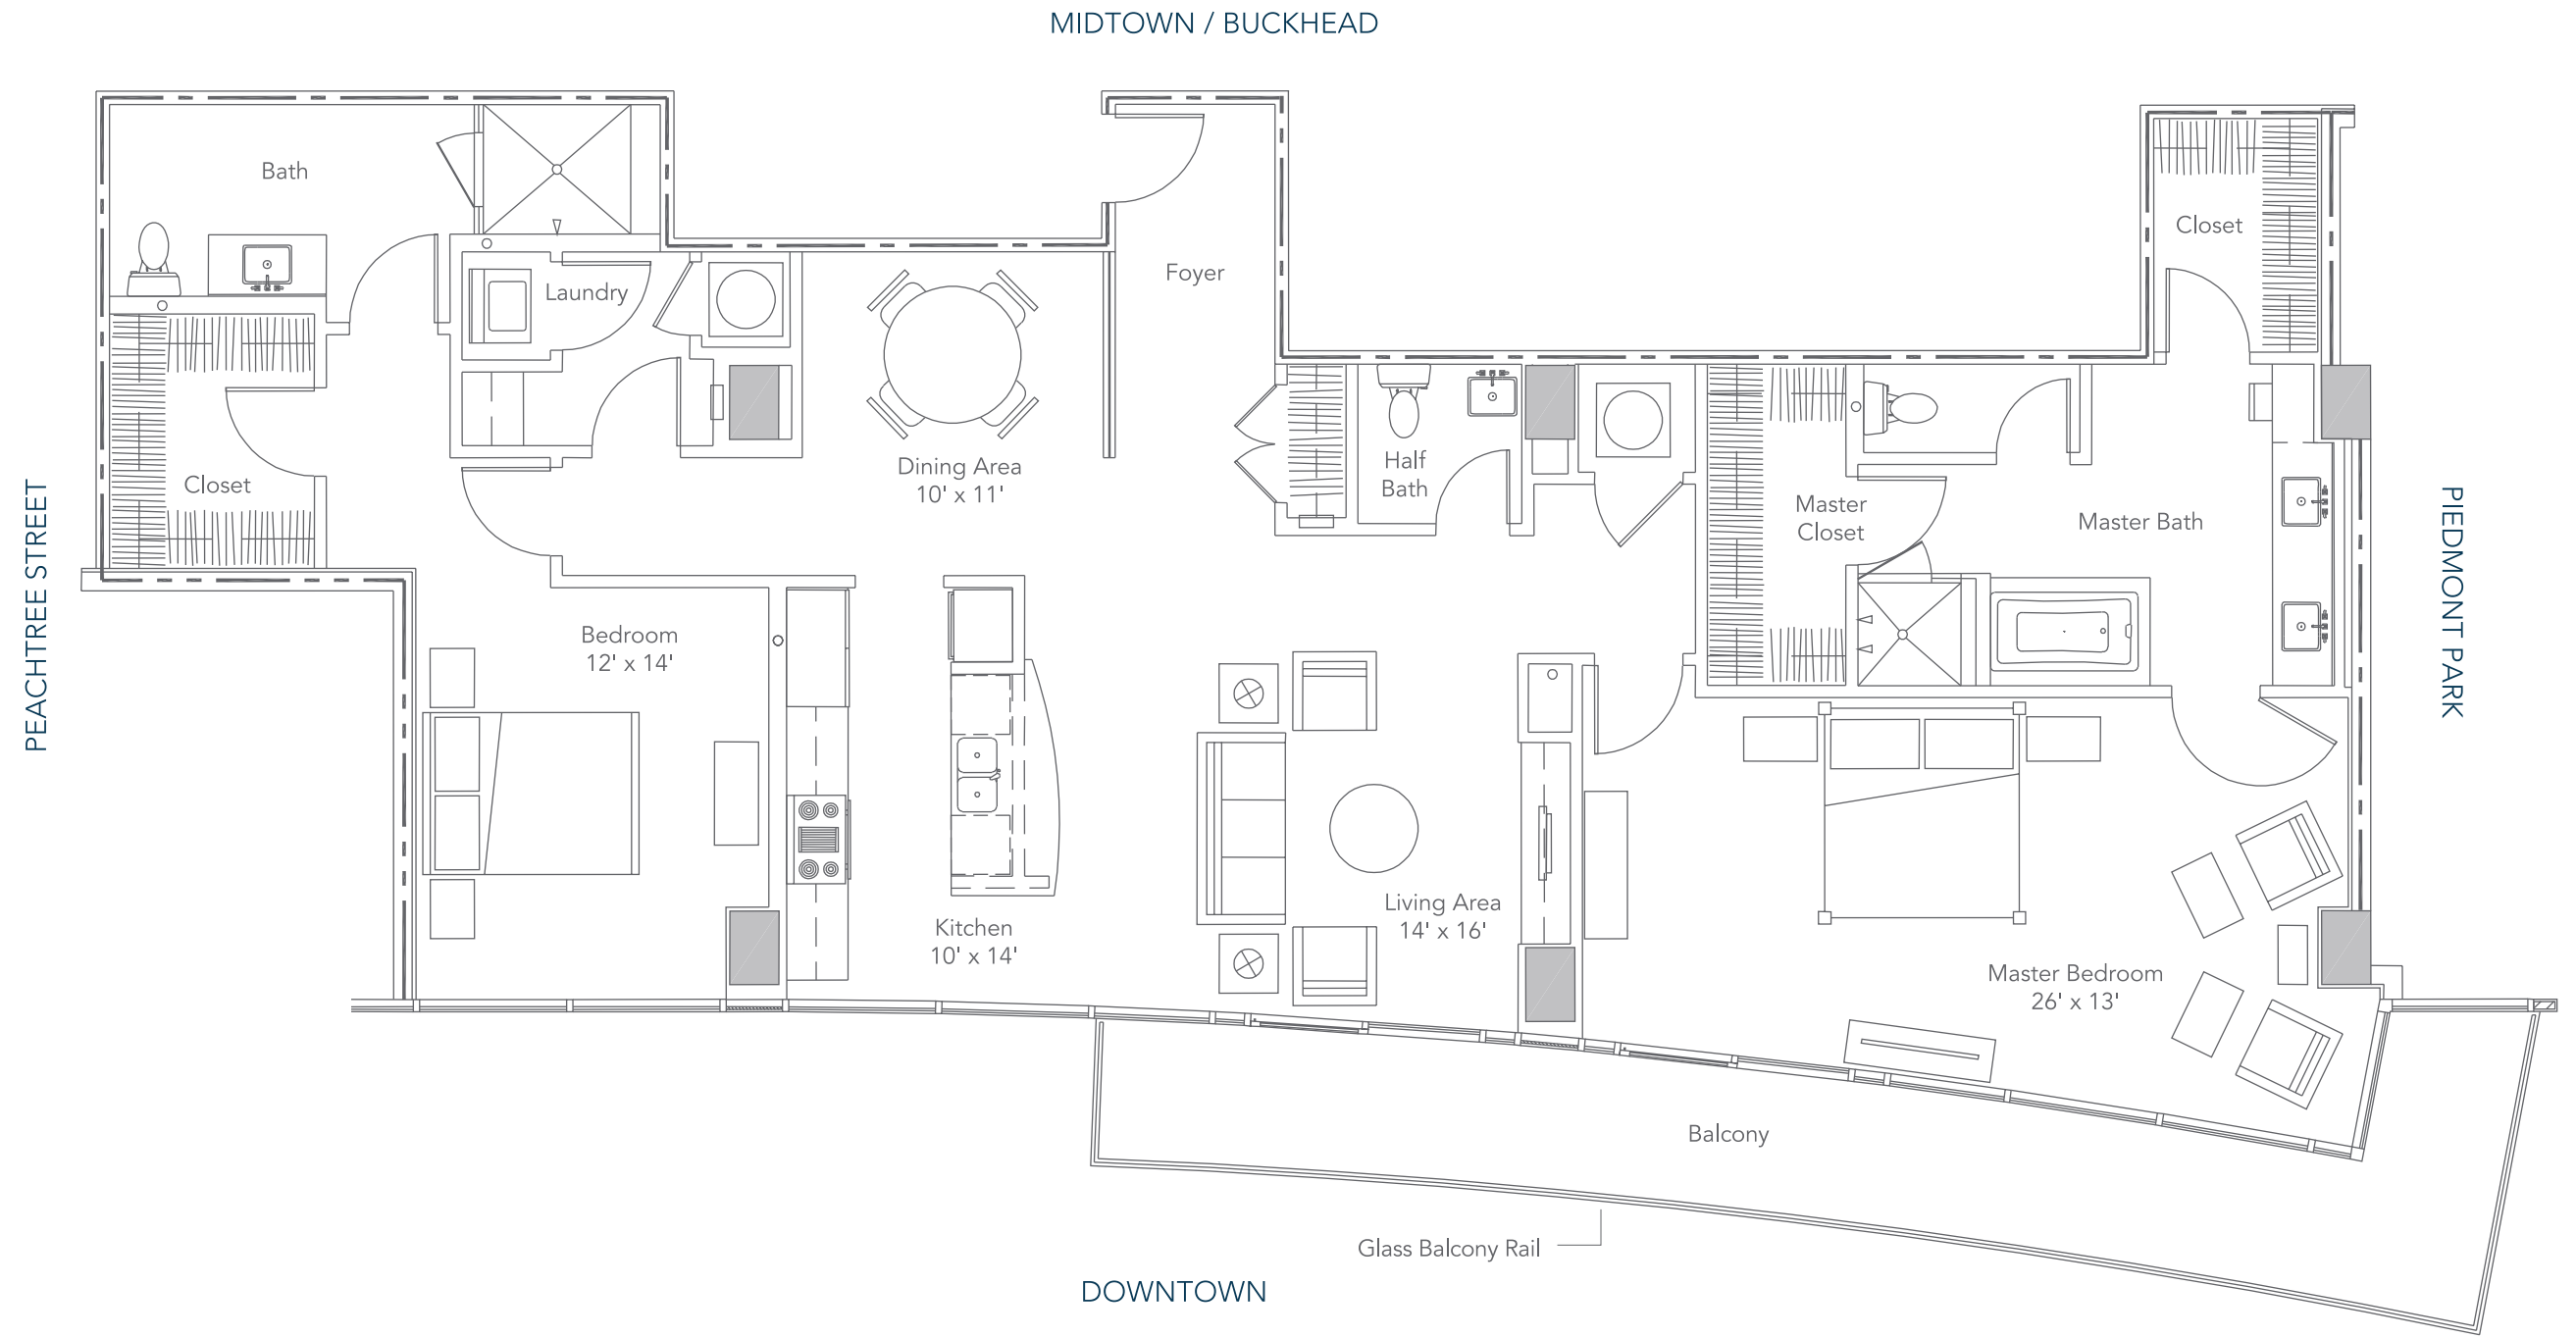 MIDTOWN / BUCKHEAD
Bath
Closet
Foyer
Laundry
Dining Area
10' x 11'
Half
Bath
Closet
Master
Closet
Master Bath
PEACHTREE STREET
PIEDMONT PARK
Bedroom
12' x 14'
Kitchen
10' x 14'
Living Area
14' x 16'
Master Bedroom
26' x 13'
Balcony
Glass Balcony Rail
DOWNTOWN